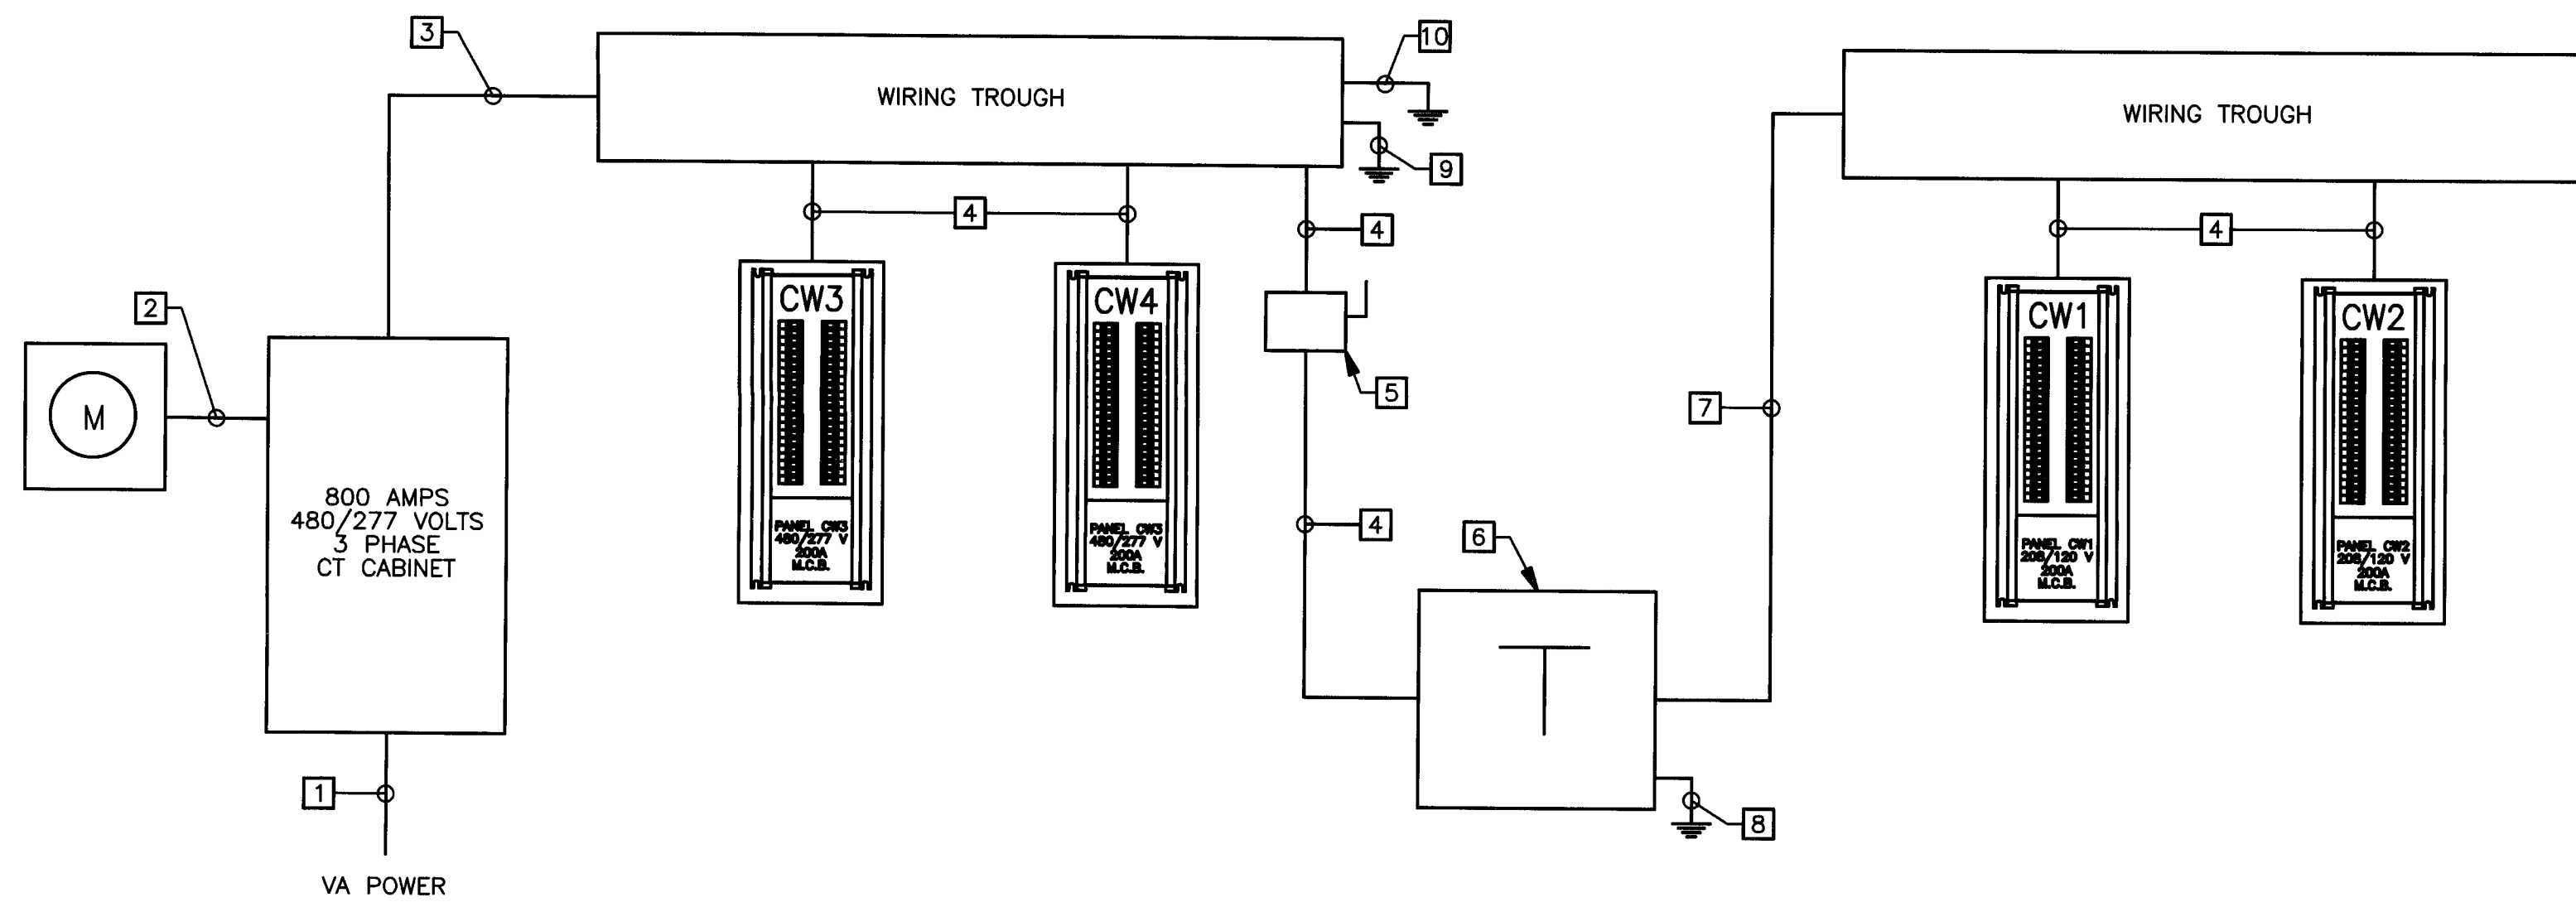 3
10
WIRING TROUGH
WIRING TROUGH
9
4
4
4
2
CW3
CW4
CW1
CW2
5
7
M
800 AMPS
480/277 VOLTS
3 PHASE
CT CABINET
PANEL CW3
480/277 V
200A
M.C.B.
PANEL CW3
480/277 V
200A
M.C.B.
4
6
PANEL CW1
208/120 V
200A
M.C.B.
PANEL CW2
208/120 V
200A
M.C.B.
T
1
8
VA POWER